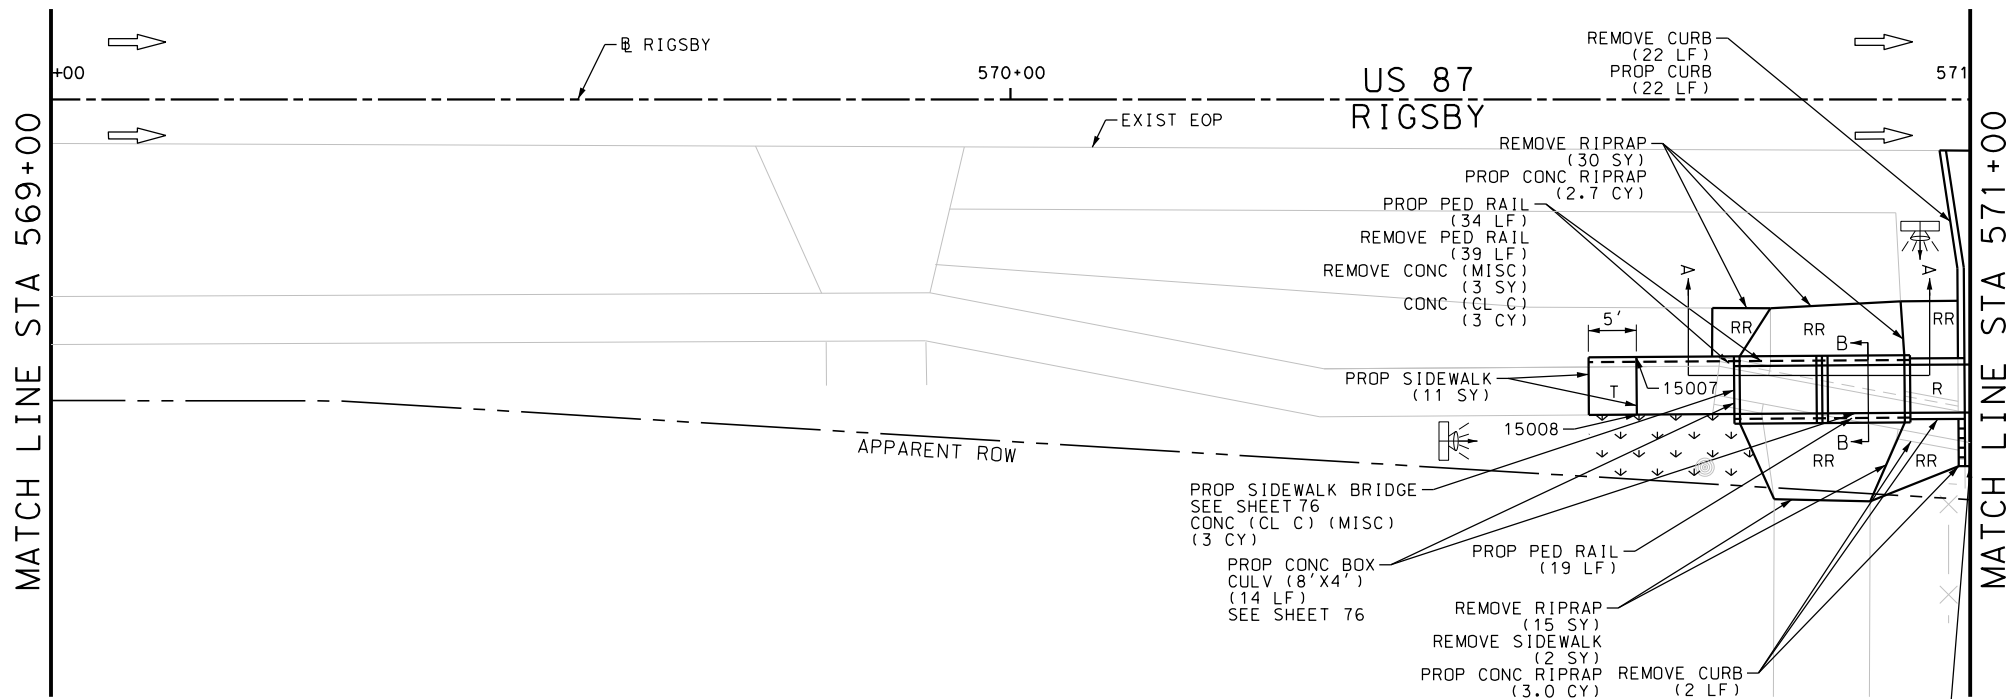 MATCH LINE STA 569+00
+00
℄ RIGSBY
570+00
US 87
RIGSBY
EXIST EOP
571
MATCH LINE STA 571+00
REMOVE CURB
(22 LF)
PROP CURB
(22 LF)
REMOVE RIPRAP
(30 SY)
PROP CONC RIPRAP
(2.7 CY)
PROP PED RAIL
(34 LF)
REMOVE PED RAIL
(39 LF)
REMOVE CONC (MISC)
(3 SY)
CONC (CL C)
(3 CY)
A
A
5'
RR
RR
RR
B
PROP SIDEWALK
(11 SY)
T
15007
R
15008
B
RR
RR
APPARENT ROW
PROP SIDEWALK BRIDGE
SEE SHEET 76
CONC (CL C) (MISC)
(3 CY)
PROP CONC BOX
CULV (8'X4')
(14 LF)
SEE SHEET 76
PROP PED RAIL
(19 LF)
REMOVE RIPRAP
(15 SY)
REMOVE SIDEWALK
(2 SY)
PROP CONC RIPRAP
(3.0 CY)
REMOVE CURB
(2 LF)